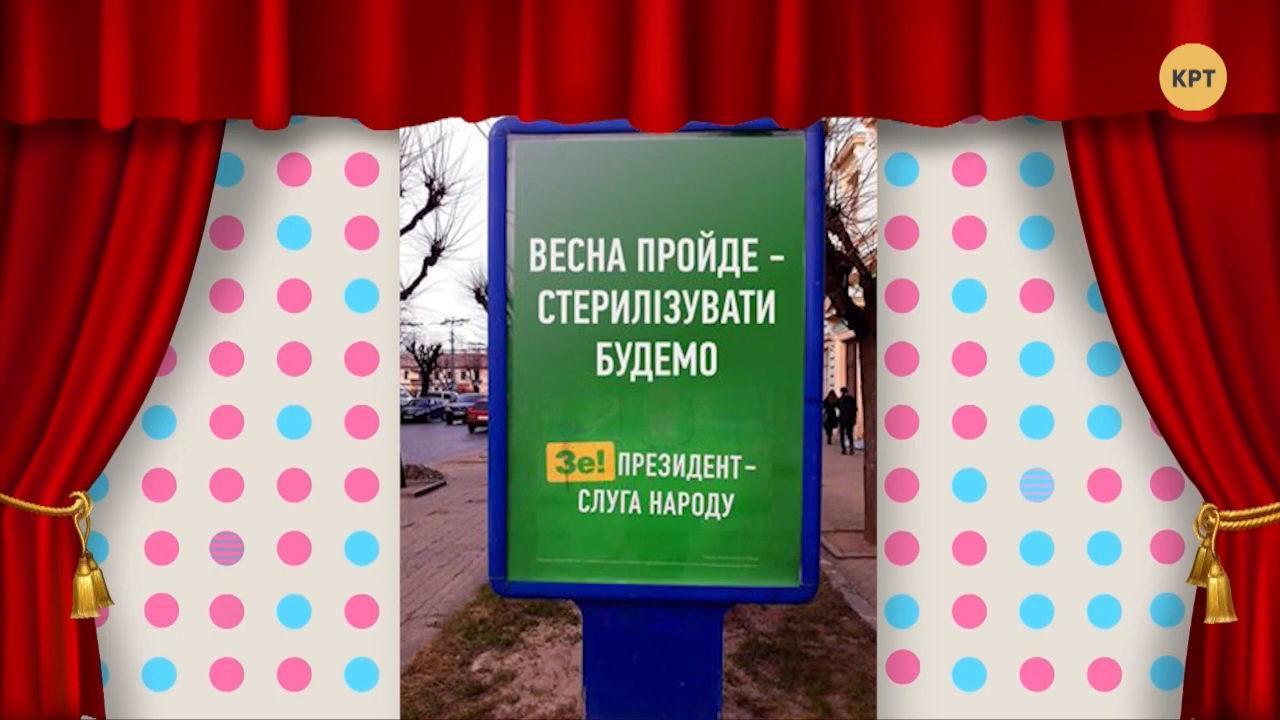 КРТ
ВЕСНА ПРОЙДЕ -
СТЕРИЛІЗУВАТИ
БУДЕМО
Зе! ПРЕЗИДЕНТ-
СЛУГА НАРОДУ